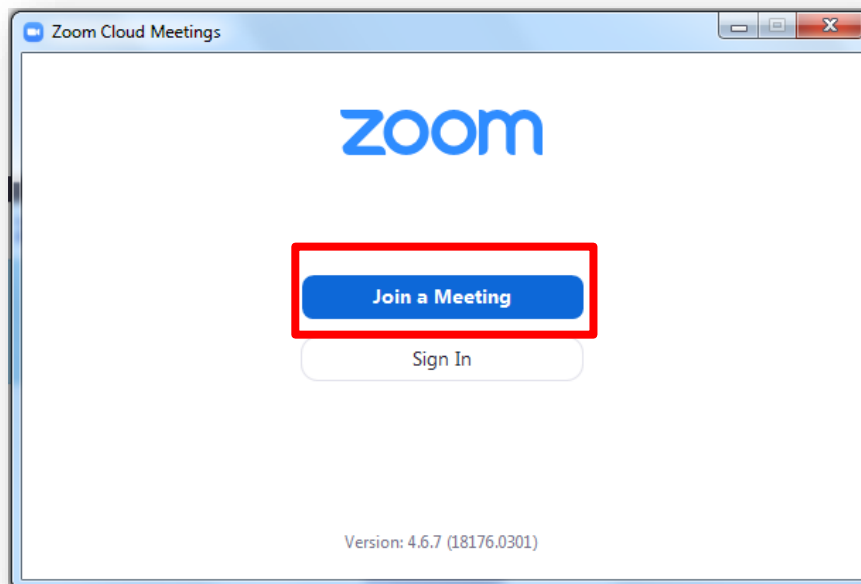 Zoom Cloud Meetings
zoom
Join a Meeting
Sign In
Version: 4.6.7 (18176.0301)